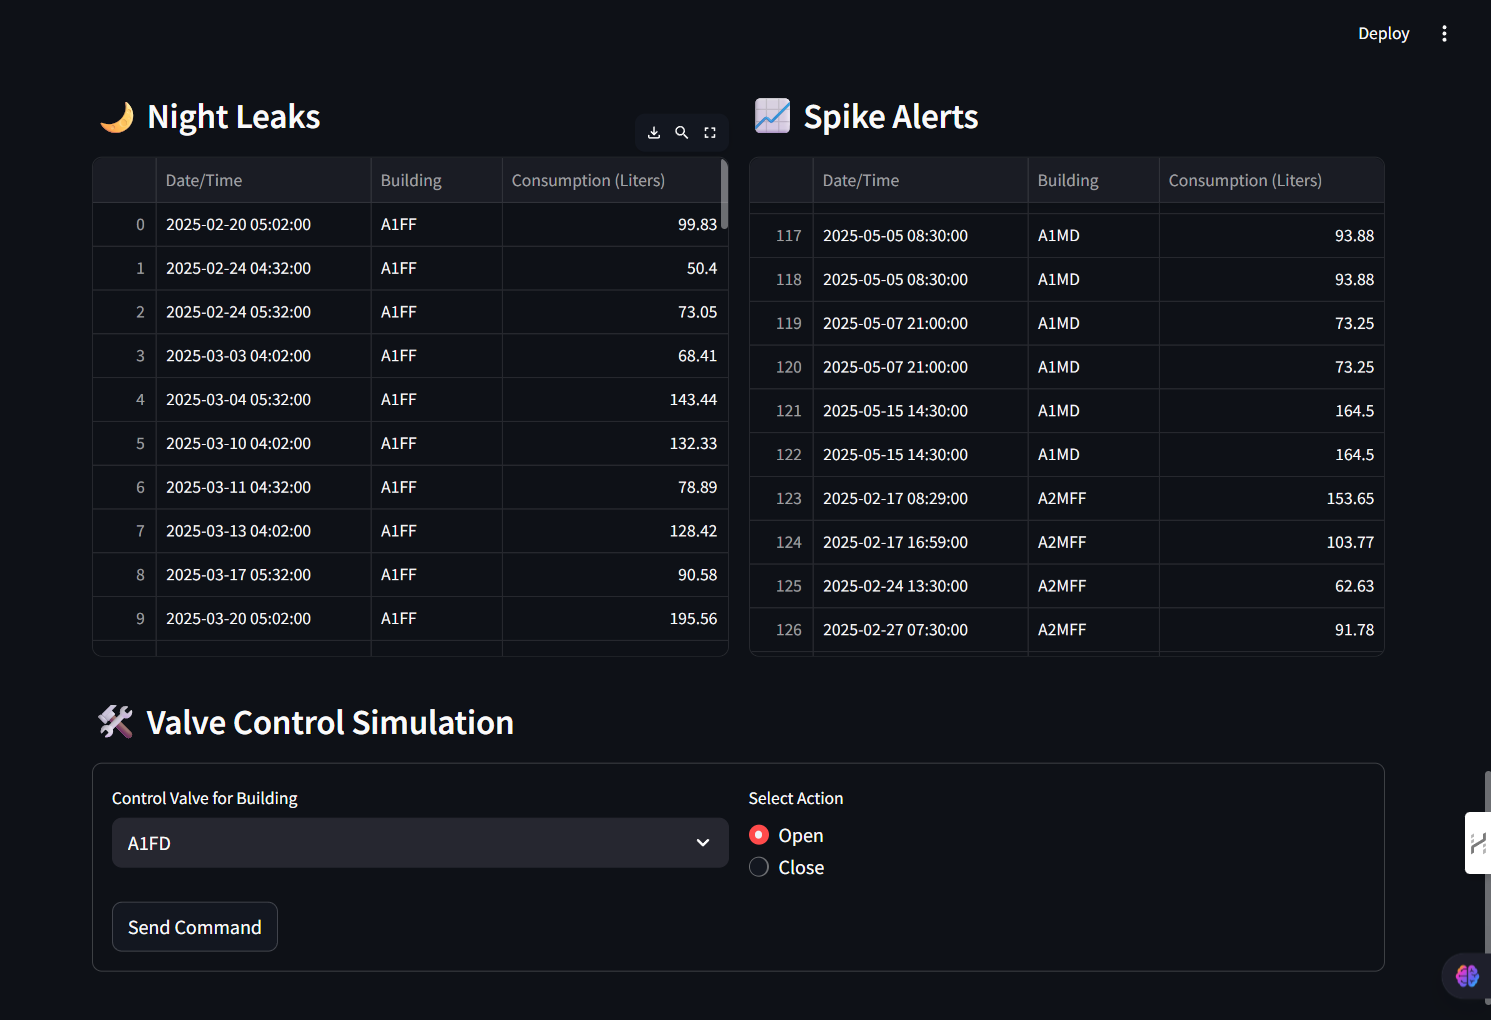 Deploy
Night Leaks
Date/Time Building Consumption (Liters)
0 2025-02-20 05:02:00 A1FF 99.83
1 2025-02-24 04:32:00 A1FF 50.4
2 2025-02-24 05:32:00 A1FF 73.05
3 2025-03-03 04:02:00 A1FF 68.41
4 2025-03-04 05:32:00 A1FF 143.44
5 2025-03-10 04:02:00 A1FF 132.33
6 2025-03-11 04:32:00 A1FF 78.89
7 2025-03-13 04:02:00 A1FF 128.42
8 2025-03-17 05:32:00 A1FF 90.58
9 2025-03-20 05:02:00 A1FF 195.56
Spike Alerts
Date/Time Building Consumption (Liters)
117 2025-05-05 08:30:00 A1MD 93.88
118 2025-05-05 08:30:00 A1MD 93.88
119 2025-05-07 21:00:00 A1MD 73.25
120 2025-05-07 21:00:00 A1MD 73.25
121 2025-05-15 14:30:00 A1MD 164.5
122 2025-05-15 14:30:00 A1MD 164.5
123 2025-02-17 08:29:00 A2MFF 153.65
124 2025-02-17 16:59:00 A2MFF 103.77
125 2025-02-24 13:30:00 A2MFF 62.63
126 2025-02-27 07:30:00 A2MFF 91.78
Valve Control Simulation
Control Valve for Building
A1FD
Select Action
Open
Close
Send Command